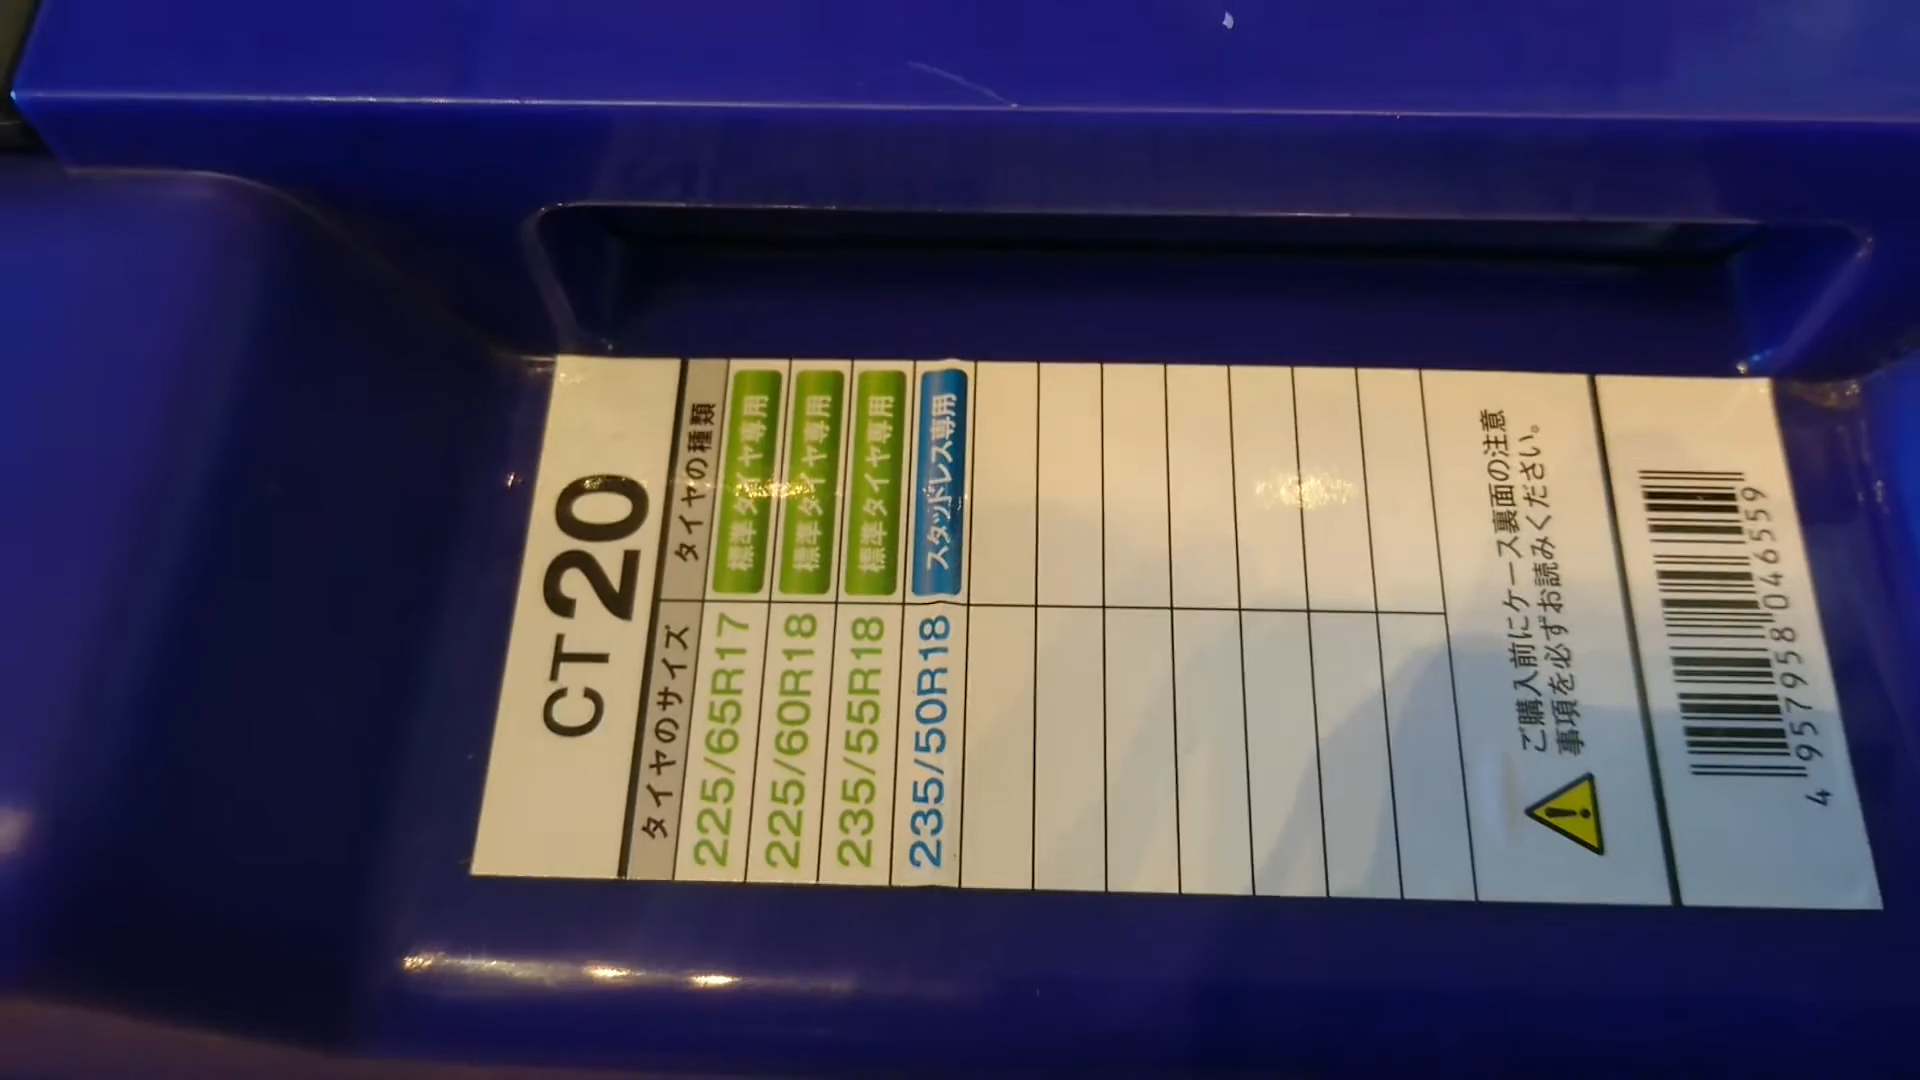 CT20
タイヤのサイズ タイヤの種類
225/65R17 標準タイヤ専用
225/60R18 標準タイヤ専用
235/55R18 標準タイヤ専用
235/50R18 スタッドレス専用
ご購入前にケース裏面の注意
事項を必ずお読みください。
4957958046559